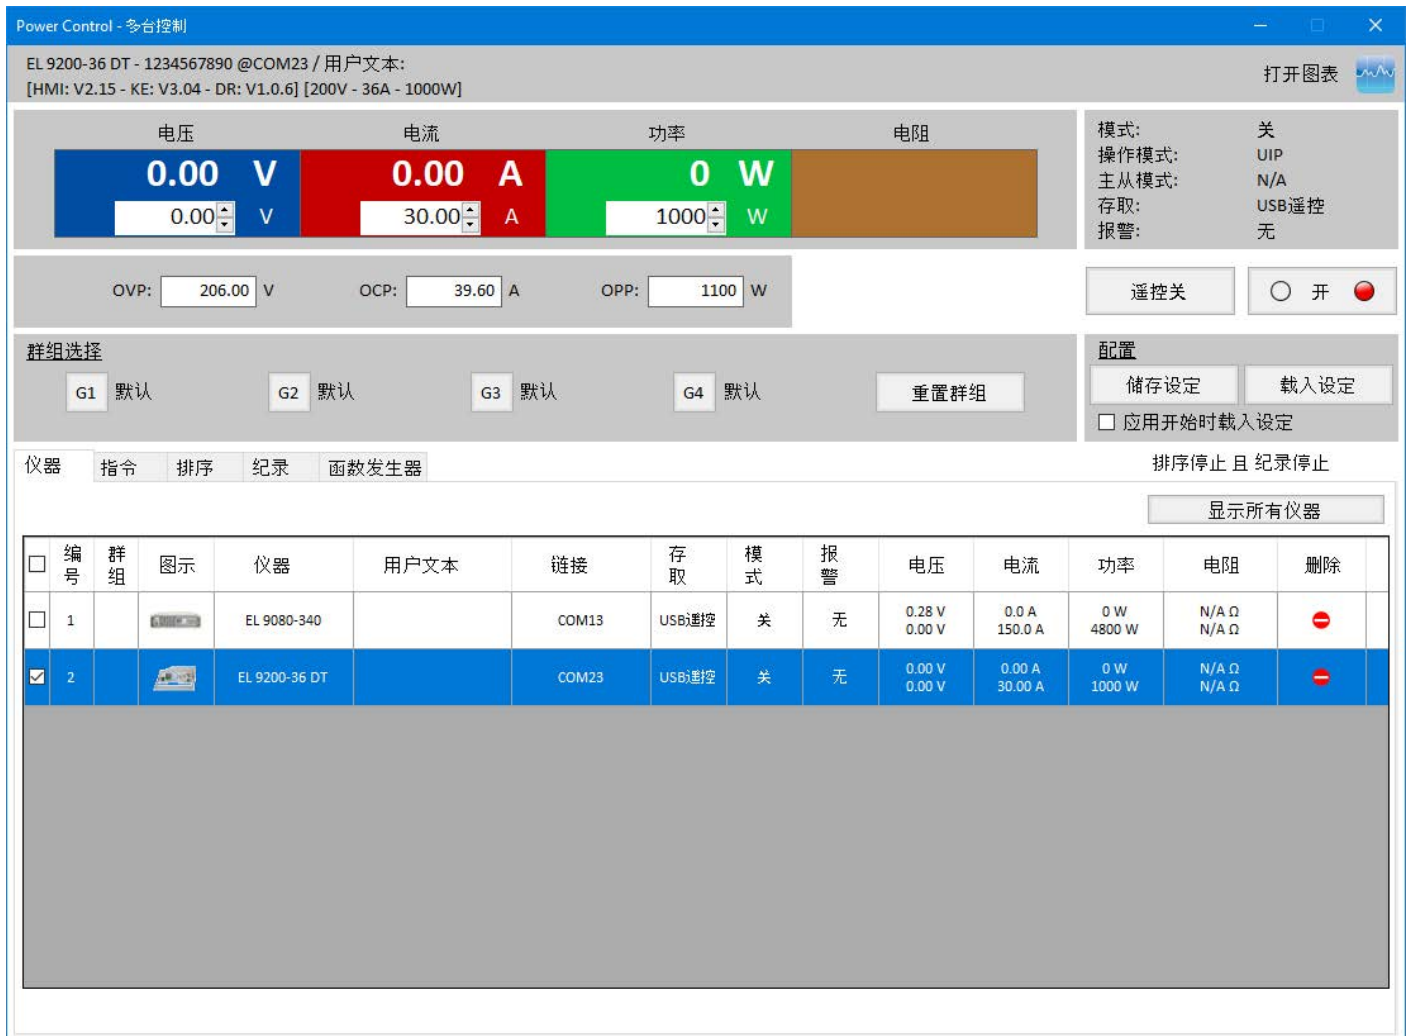 Power Control - 多台控制
EL 9200-36 DT - 1234567890 @COM23 / 用户文本:
[HMI: V2.15 - KE: V3.04 - DR: V1.0.6] [200V - 36A - 1000W]
打开图表
电压 电流 功率 电阻
0.00 V 0.00 A 0 W
0.00 V 30.00 A 1000 W
模式: 关
操作模式: UIP
主从模式: N/A
存取: USB遥控
报警: 无
OVP: 206.00 V OCP: 39.60 A OPP: 1100 W
遥控关 开
群组选择
G1 默认 G2 默认 G3 默认 G4 默认 重置群组
配置
储存设定 载入设定
应用开始时载入设定
仪器 指令 排序 纪录 函数发生器
排序停止 且 纪录停止
显示所有仪器
编号 群组 图示 仪器 用户文本 链接 存取 模式 报警 电压 电流 功率 电阻 删除
1 EL 9080-340 COM13 USB遥控 关 无 0.28 V 0.0 A 0 W N/A Ω
0.00 V 150.0 A 4800 W N/A Ω
2 EL 9200-36 DT COM23 USB遥控 关 无 0.00 V 0.00 A 0 W N/A Ω
0.00 V 30.00 A 1000 W N/A Ω